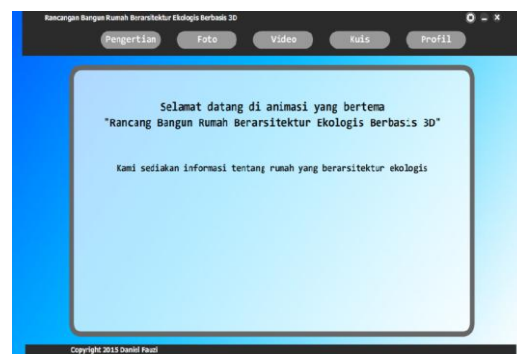 Rancangan Bangun Rumah Berarsitektur Ekologis Berbasis 3D
Pengertian Foto Video Kuis Profil
Selamat datang di animasi yang bertema
"Rancang Bangun Rumah Berarsitektur Ekologis Berbasis 3D"
Kami sediakan informasi tentang rumah yang berarsitektur ekologis
Copyright 2015 Daniel Fauzi